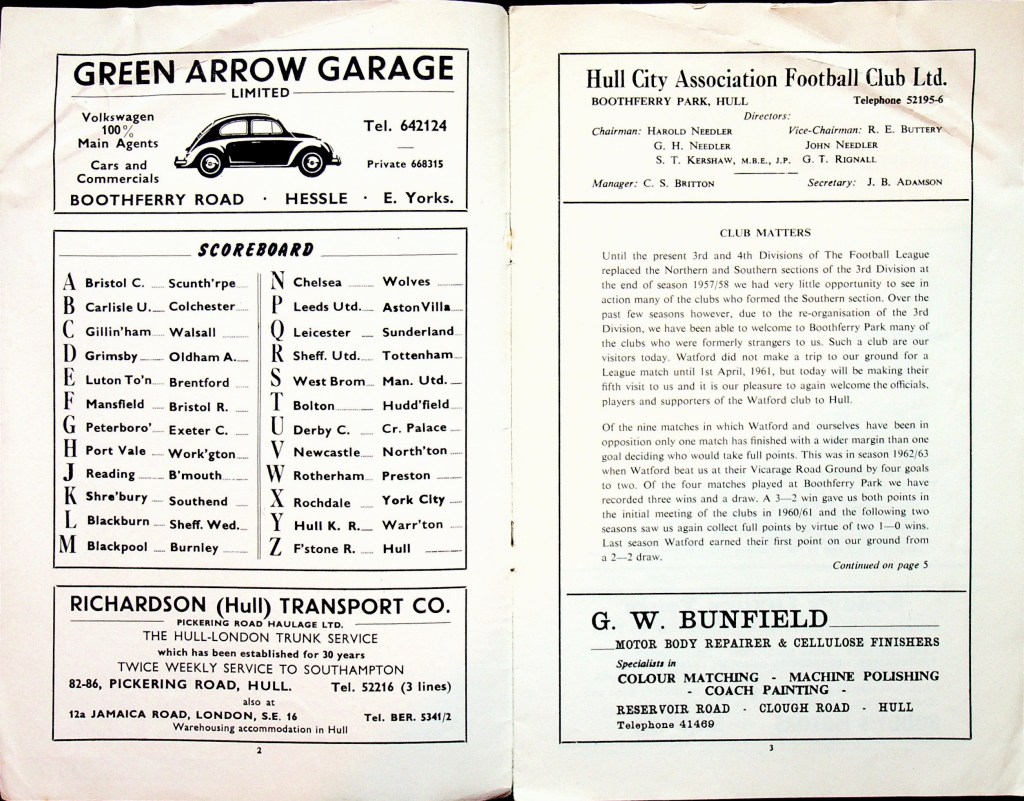 GREEN ARROW GARAGE
LIMITED
Volkswagen
100%
Main Agents
Cars and
Commercials
Tel. 642124
Private 668315
BOOTHFERRY ROAD · HESSLE · E. Yorks.
SCOREBOARD
A Bristol C. Scunth'rpe
B Carlisle U. Colchester
C Gillin'ham Walsall
D Grimsby Oldham A.
E Luton To'n Brentford
F Mansfield Bristol R.
G Peterboro' Exeter C.
H Port Vale Work'gton
J Reading B'mouth
K Shre'bury Southend
L Blackburn Sheff. Wed.
M Blackpool Burnley
N Chelsea Wolves
P Leeds Utd. Aston Villa
Q Leicester Sunderland
R Sheff. Utd. Tottenham
S West Brom Man. Utd.
T Bolton Hudd'field
U Derby C. Cr. Palace
V Newcastle North'ton
W Rotherham Preston
X Rochdale York City
Y Hull K. R. Warr'ton
Z F'stone R. Hull
RICHARDSON (Hull) TRANSPORT CO.
PICKERING ROAD HAULAGE LTD.
THE HULL-LONDON TRUNK SERVICE
which has been established for 30 years
TWICE WEEKLY SERVICE TO SOUTHAMPTON
82-86, PICKERING ROAD, HULL. Tel. 52216 (3 lines)
also at
12a JAMAICA ROAD, LONDON, S.E. 16 Tel. BER. 5341/2
Warehousing accommodation in Hull
2
Hull City Association Football Club Ltd.
BOOTHFERRY PARK, HULL Telephone 52195-6
Directors:
Chairman: HAROLD NEEDLER Vice-Chairman: R. E. BUTTERY
G. H. NEEDLER JOHN NEEDLER
S. T. KERSHAW, M.B.E., J.P. G. T. RIGNALL
Manager: C. S. BRITTON Secretary: J. B. ADAMSON
CLUB MATTERS
Until the present 3rd and 4th Divisions of The Football League
replaced the Northern and Southern sections of the 3rd Division at
the end of season 1957/58 we had very little opportunity to see in
action many of the clubs who formed the Southern section. Over the
past few seasons however, due to the re-organisation of the 3rd
Division, we have been able to welcome to Boothferry Park many of
the clubs who were formerly strangers to us. Such a club are our
visitors today. Watford did not make a trip to our ground for a
League match until 1st April, 1961, but today will be making their
fifth visit to us and it is our pleasure to again welcome the officials,
players and supporters of the Watford club to Hull.
Of the nine matches in which Watford and ourselves have been in
opposition only one match has finished with a wider margin than one
goal deciding who would take full points. This was in season 1962/63
when Watford beat us at their Vicarage Road Ground by four goals
to two. Of the four matches played at Boothferry Park we have
recorded three wins and a draw. A 3—2 win gave us both points in
the initial meeting of the clubs in 1960/61 and the following two
seasons saw us again collect full points by virtue of two 1—0 wins.
Last season Watford earned their first point on our ground from
a 2—2 draw.
Continued on page 5
G. W. BUNFIELD
MOTOR BODY REPAIRER & CELLULOSE FINISHERS
Specialists in
COLOUR MATCHING - MACHINE POLISHING
- COACH PAINTING -
RESERVOIR ROAD - CLOUGH ROAD - HULL
Telephone 41469
3